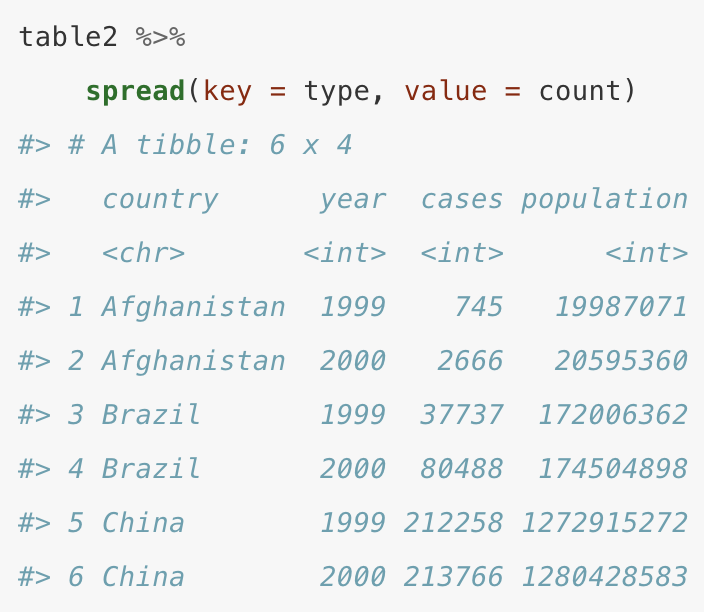 table2 %>%
    spread(key = type, value = count)
#> # A tibble: 6 x 4
#>   country      year  cases population
#>   <chr>       <int>  <int>      <int>
#> 1 Afghanistan  1999    745   19987071
#> 2 Afghanistan  2000   2666   20595360
#> 3 Brazil       1999  37737  172006362
#> 4 Brazil       2000  80488  174504898
#> 5 China        1999 212258 1272915272
#> 6 China        2000 213766 1280428583